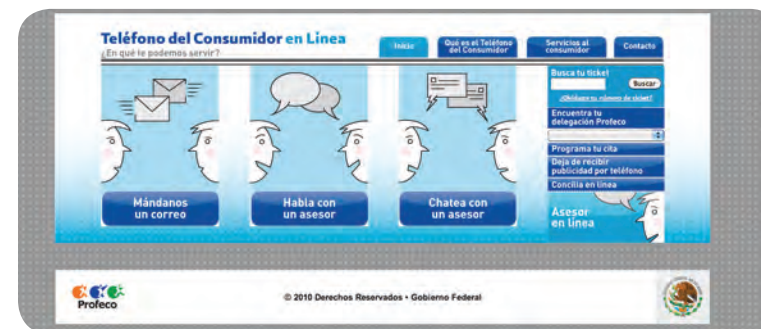 Teléfono del Consumidor en Línea
¿En qué te podemos servir?
Inicio
Qué es el Teléfono
del Consumidor
Servicios al
consumidor
Contacto
Mándanos
un correo
Habla con
un asesor
Chatea con
un asesor
Busca tu ticket
Buscar
¿Olvidaste tu número de ticket?
Encuentra tu
delegación Profeco
Programa tu cita
Deja de recibir
publicidad por teléfono
Concilia en línea
Asesor
en línea
Profeco
© 2010 Derechos Reservados • Gobierno Federal